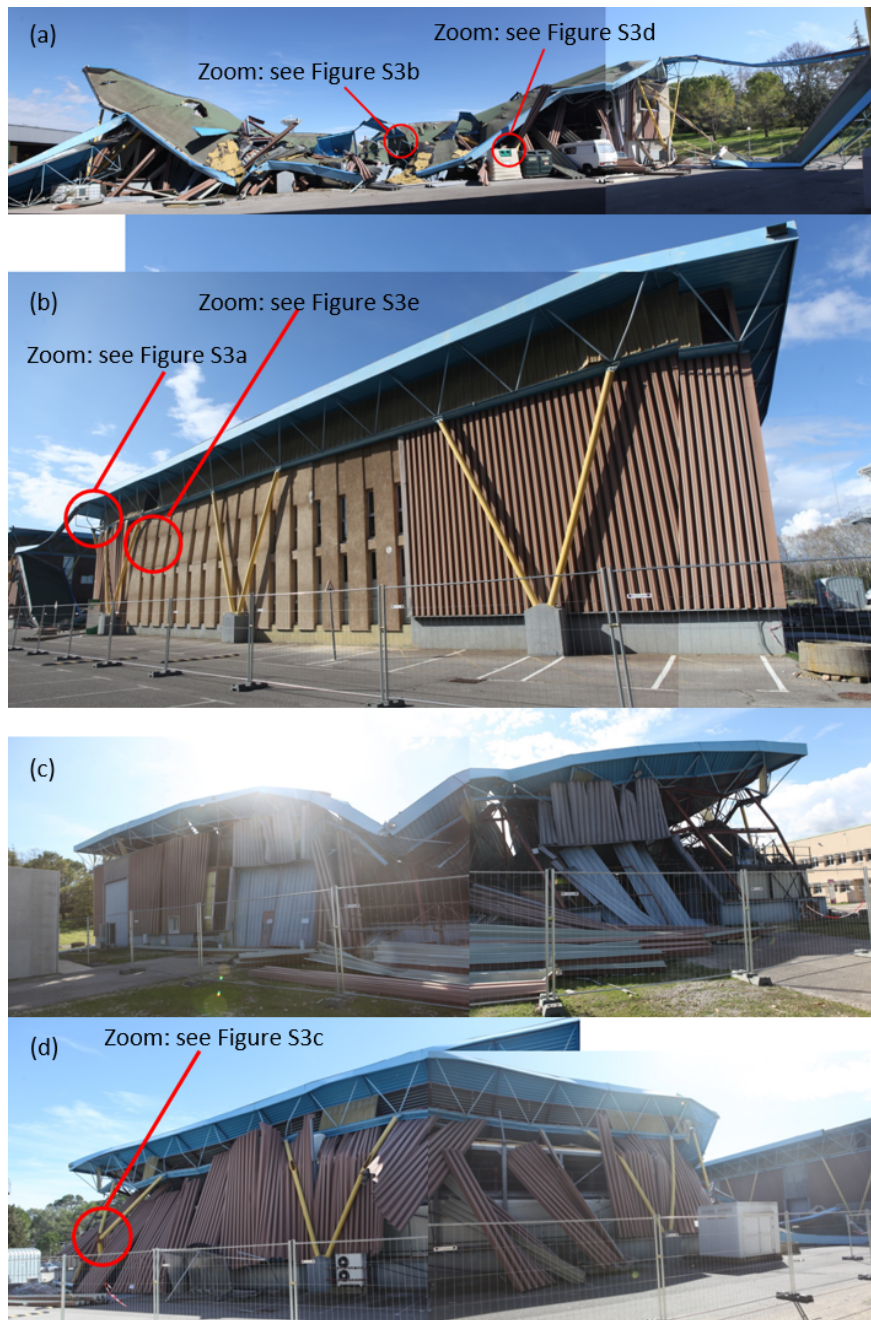 (a)
Zoom: see Figure S3d
Zoom: see Figure S3b
(b)
Zoom: see Figure S3e
Zoom: see Figure S3a
(c)
(d)
Zoom: see Figure S3c